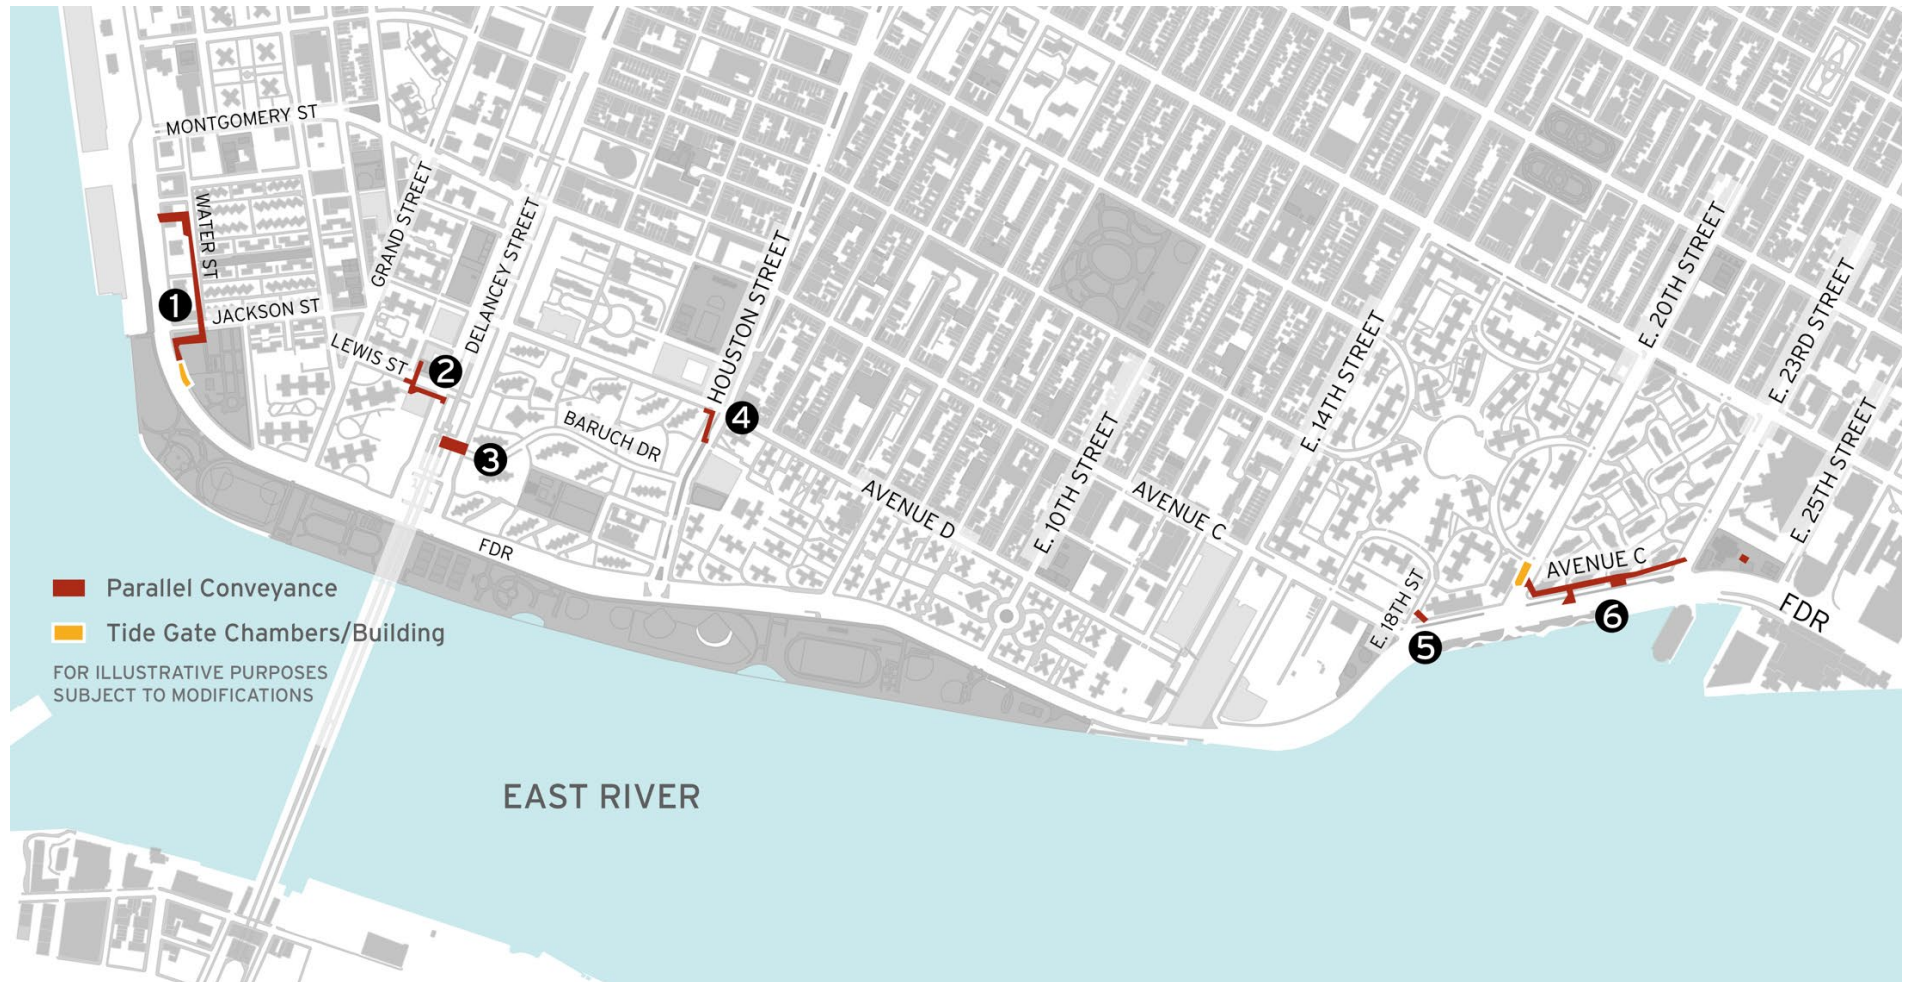 MONTGOMERY ST
WATER ST
GRAND STREET
DELANCEY STREET
HOUSTON STREET
E. 14TH STREET
E. 20TH STREET
E. 23RD STREET
E. 25TH STREET
1
JACKSON ST
LEWIS ST
2
3
BARUCH DR
4
AVENUE D
E. 10TH STREET
AVENUE C
E. 18TH ST
5
AVENUE C
6
FDR
FDR
Parallel Conveyance
Tide Gate Chambers/Building
FOR ILLUSTRATIVE PURPOSES
SUBJECT TO MODIFICATIONS
EAST RIVER